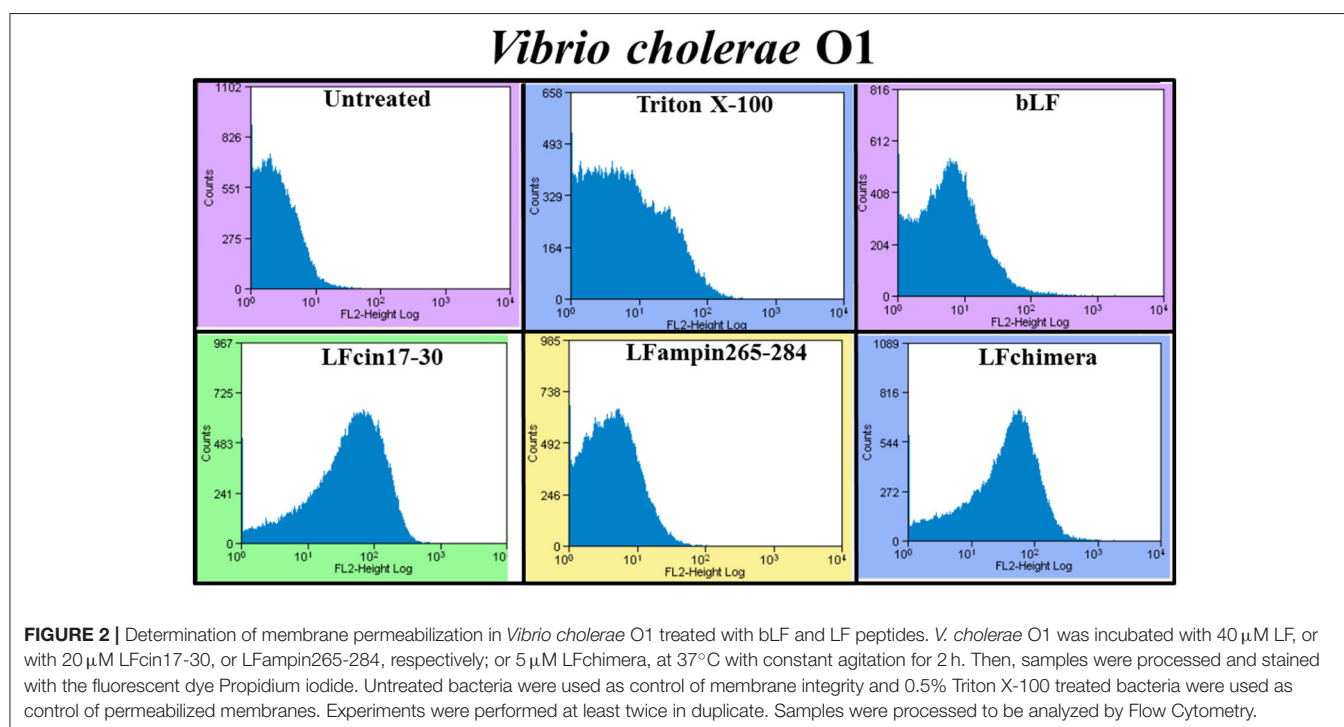 Vibrio cholerae O1
Untreated
1102
826
551
275
0
Counts
10⁰ 10¹ 10² 10³ 10⁴
FL2-Height Log
Triton X-100
658
493
329
164
0
Counts
10⁰ 10¹ 10² 10³ 10⁴
FL2-Height Log
bLF
816
612
408
204
0
Counts
10⁰ 10¹ 10² 10³ 10⁴
FL2-Height Log
LFcin17-30
967
725
483
241
0
Counts
10⁰ 10¹ 10² 10³ 10
FL2-Height Log
LFampin265-284
985
738
492
246
0
Counts
10⁰ 10¹ 10² 10³ 10⁴
FL2-Height Log
LFchimera
1089
816
544
272
0
Counts
10⁰ 10¹ 10² 10³ 10⁴
FL2-Height Log
FIGURE 2 | Determination of membrane permeabilization in Vibrio cholerae O1 treated with bLF and LF peptides. V. cholerae O1 was incubated with 40 μM LF, or
with 20 μM LFcin17-30, or LFampin265-284, respectively; or 5 μM LFchimera, at 37°C with constant agitation for 2 h. Then, samples were processed and stained
with the fluorescent dye Propidium iodide. Untreated bacteria were used as control of membrane integrity and 0.5% Triton X-100 treated bacteria were used as
control of permeabilized membranes. Experiments were performed at least twice in duplicate. Samples were processed to be analyzed by Flow Cytometry.